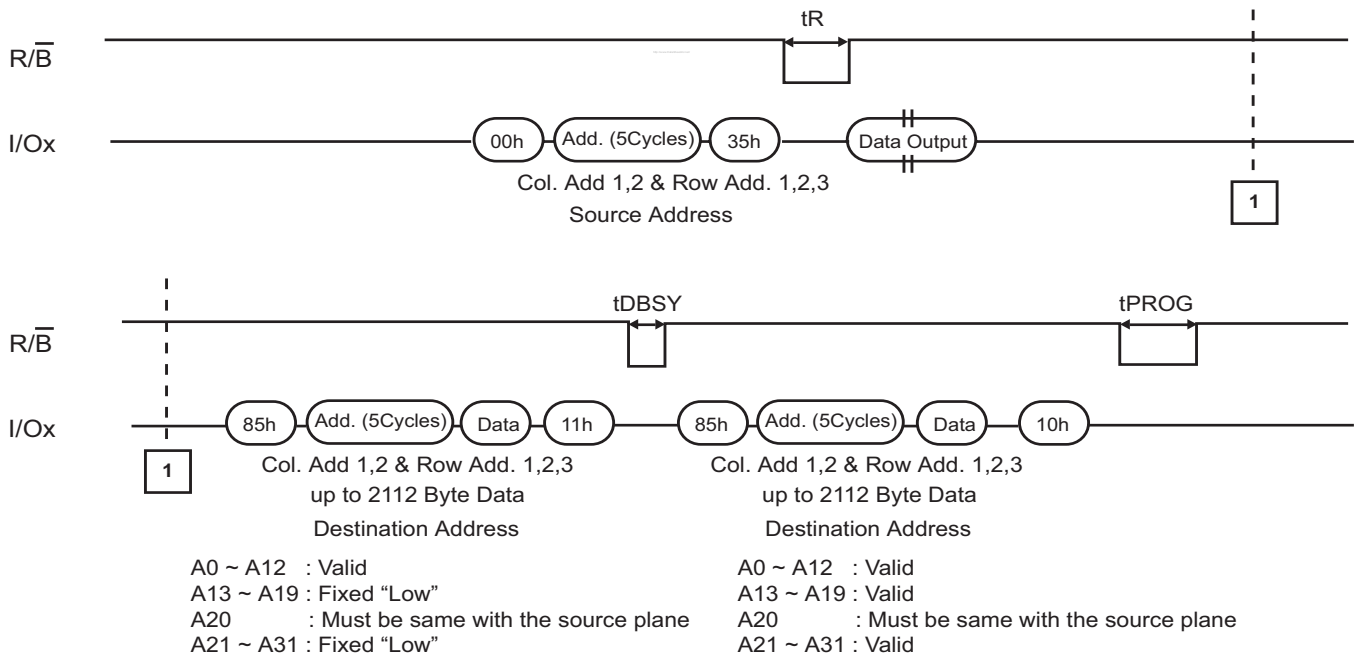 tR
R/B̅
I/Ox
00h Add. (5Cycles) 35h Data Output
Col. Add 1,2 & Row Add. 1,2,3
Source Address
1
tDBSY tPROG
R/B̅
I/Ox
85h Add. (5Cycles) Data 11h 85h Add. (5Cycles) Data 10h
1
Col. Add 1,2 & Row Add. 1,2,3 Col. Add 1,2 & Row Add. 1,2,3
up to 2112 Byte Data up to 2112 Byte Data
Destination Address Destination Address
A0 ~ A12 : Valid A0 ~ A12 : Valid
A13 ~ A19 : Fixed “Low” A13 ~ A19 : Valid
A20 : Must be same with the source plane A20 : Must be same with the source plane
A21 ~ A31 : Fixed “Low” A21 ~ A31 : Valid